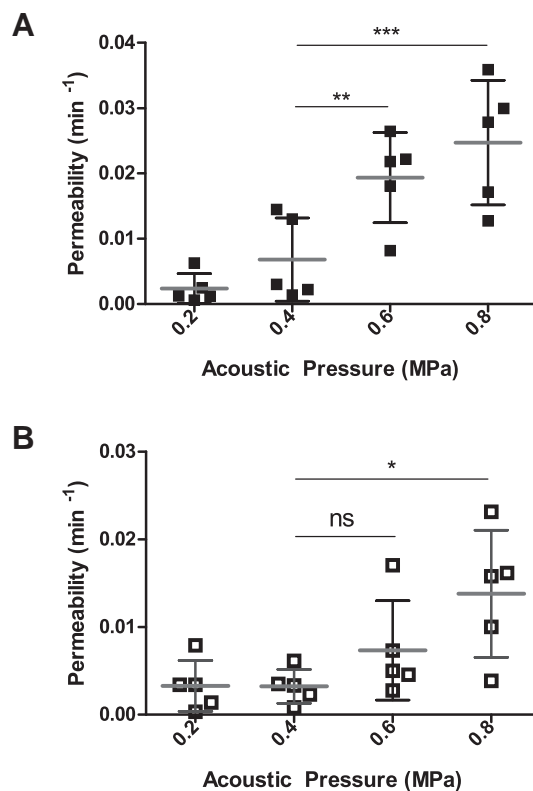 A
0.04
***
0.03
**
0.02
0.01
0.00
Permeability (min -1)
0.2 0.4 0.6 0.8
Acoustic Pressure (MPa)
B
0.03
*
ns
0.02
0.01
0.00
Permeability (min -1)
0.2 0.4 0.6 0.8
Acoustic Pressure (MPa)